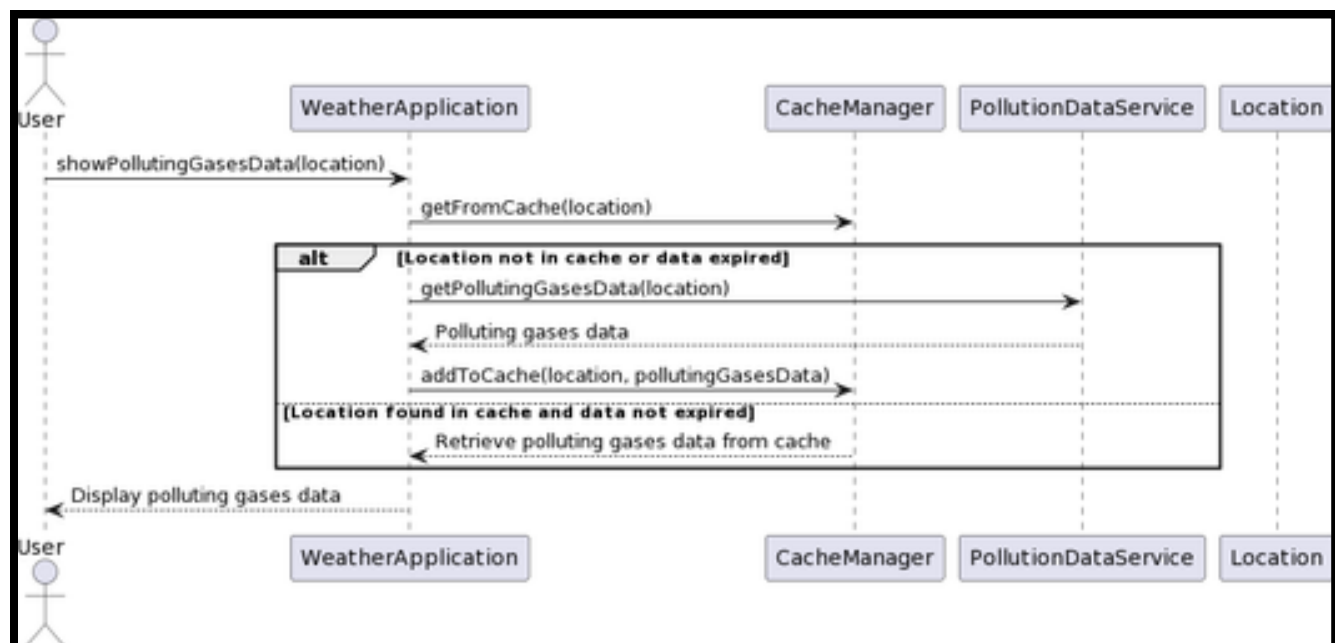 User
WeatherApplication
CacheManager
PollutionDataService
Location
showPollutingGasesData(location)
getFromCache(location)
alt
[Location not in cache or data expired]
getPollutingGasesData(location)
Polluting gases data
addToCache(location, pollutingGasesData)
[Location found in cache and data not expired]
Retrieve polluting gases data from cache
Display polluting gases data
User
WeatherApplication
CacheManager
PollutionDataService
Location